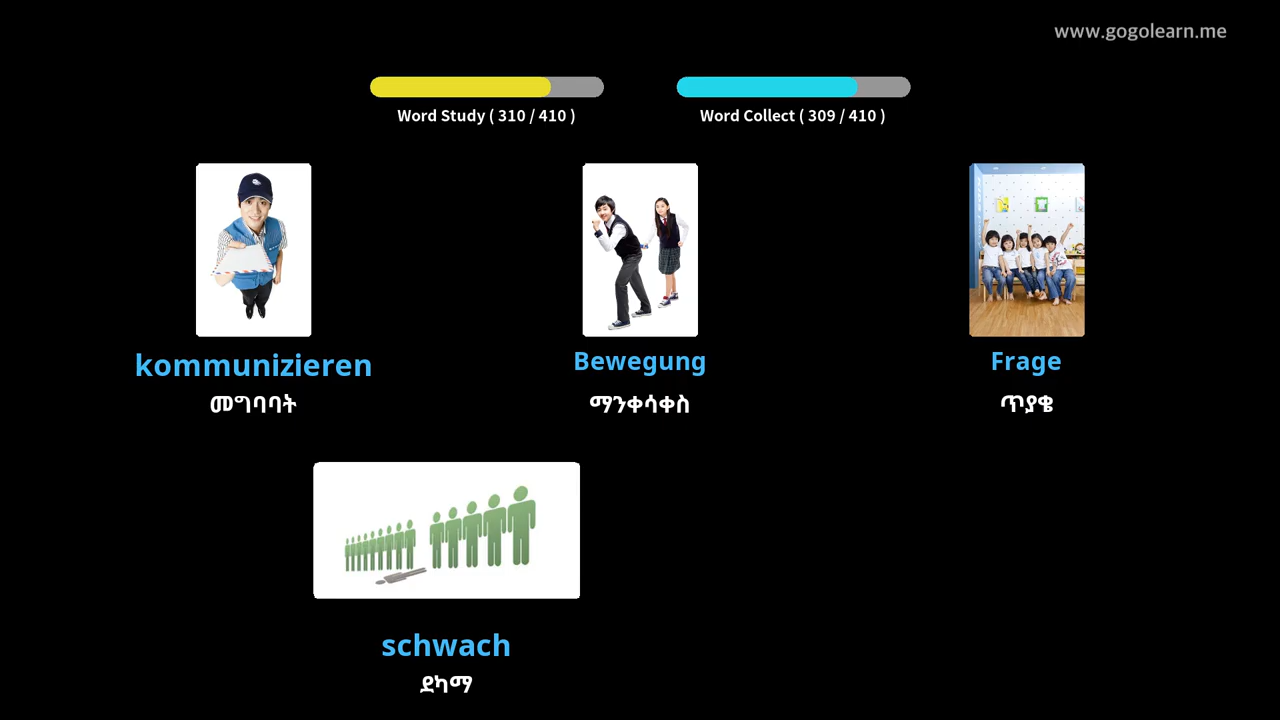 www.gogolearn.me
Word Study ( 310 / 410 )
Word Collect ( 309 / 410 )
kommunizieren
መግባባት
Bewegung
ማንቀሳቀስ
Frage
ጥያቄ
schwach
ደካማ